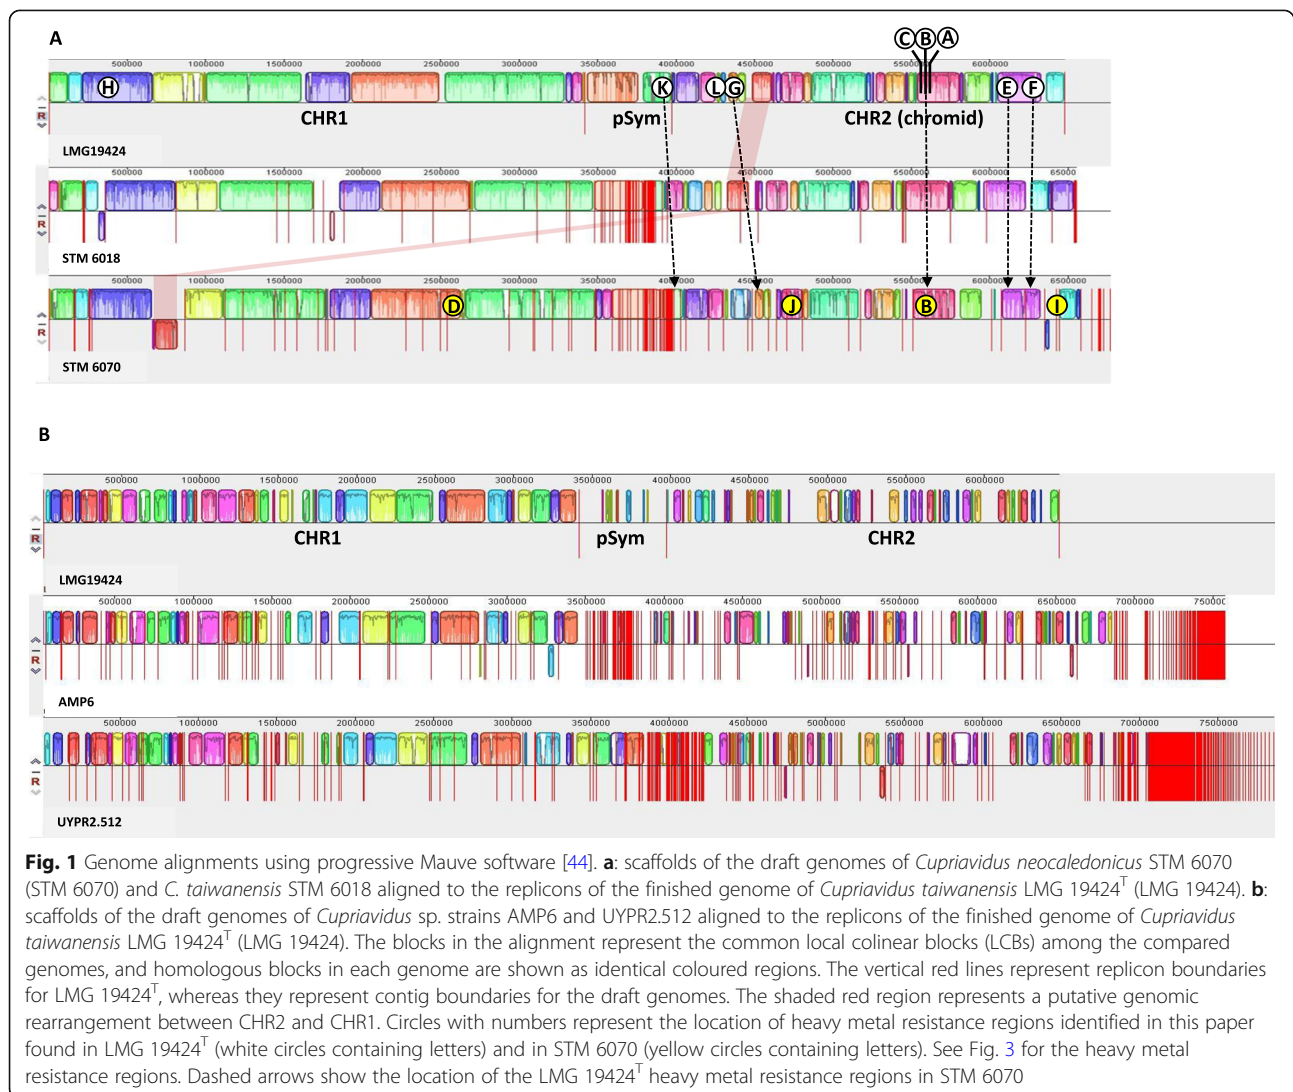 A
C B A
500000 1000000 1500000 2000000 2500000 3000000 3500000 4000000 4500000 5000000 5500000 6000000
H K L G E F
R
CHR1 pSym CHR2 (chromid)
LMG19424
500000 1000000 1500000 2000000 2500000 3000000 3500000 4000000 4500000 5000000 5500000 6000000 65000
R
STM 6018
500000 1000000 1500000 2000000 2500000 3000000 3500000 4000000 4500000 5000000 5500000 6000000 6500000
D J B I
R
STM 6070
B
500000 1000000 1500000 2000000 2500000 3000000 3500000 4000000 4500000 5000000 5500000 6000000
R
CHR1 pSym CHR2
LMG19424
500000 1000000 1500000 2000000 2500000 3000000 3500000 4000000 4500000 5000000 5500000 6000000 6500000 7000000 750000
R
AMP6
500000 1000000 1500000 2000000 2500000 3000000 3500000 4000000 4500000 5000000 5500000 6000000 6500000 7000000 7500000
R
UYPR2.512
Fig. 1 Genome alignments using progressive Mauve software [44]. a: scaffolds of the draft genomes of Cupriavidus neocaledonicus STM 6070
(STM 6070) and C. taiwanensis STM 6018 aligned to the replicons of the finished genome of Cupriavidus taiwanensis LMG 19424T (LMG 19424). b:
scaffolds of the draft genomes of Cupriavidus sp. strains AMP6 and UYPR2.512 aligned to the replicons of the finished genome of Cupriavidus
taiwanensis LMG 19424T (LMG 19424). The blocks in the alignment represent the common local colinear blocks (LCBs) among the compared
genomes, and homologous blocks in each genome are shown as identical coloured regions. The vertical red lines represent replicon boundaries
for LMG 19424T, whereas they represent contig boundaries for the draft genomes. The shaded red region represents a putative genomic
rearrangement between CHR2 and CHR1. Circles with numbers represent the location of heavy metal resistance regions identified in this paper
found in LMG 19424T (white circles containing letters) and in STM 6070 (yellow circles containing letters). See Fig. 3 for the heavy metal
resistance regions. Dashed arrows show the location of the LMG 19424T heavy metal resistance regions in STM 6070